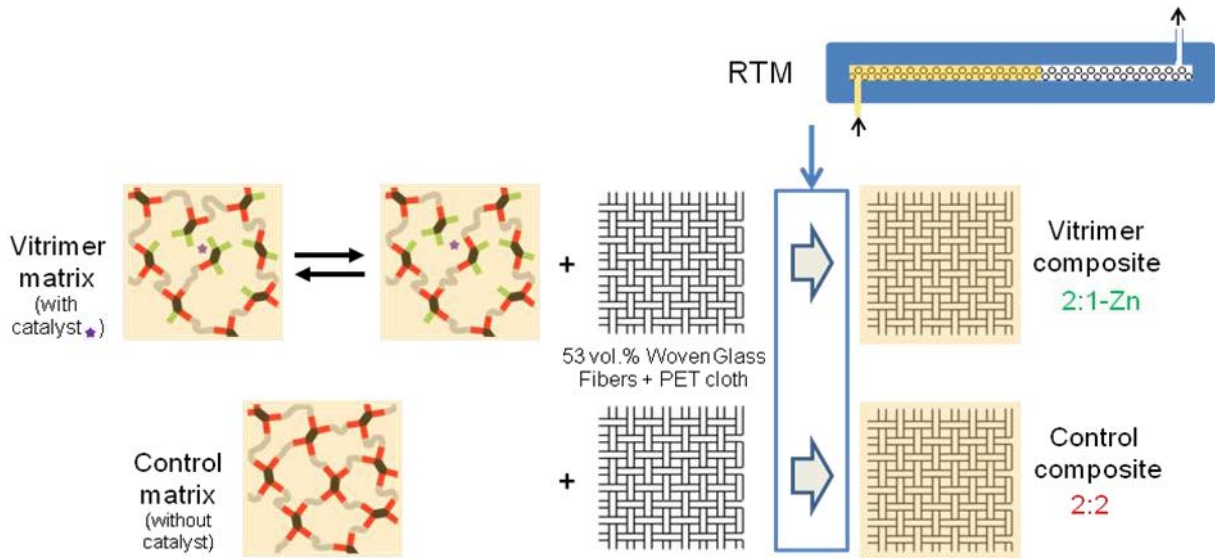 RTM
Vitrimer
matrix
(with
catalyst★)
+
53 vol.% Woven Glass
Fibers + PET cloth
Vitrimer
composite
2:1-Zn
Control
matrix
(without
catalyst)
+
Control
composite
2:2